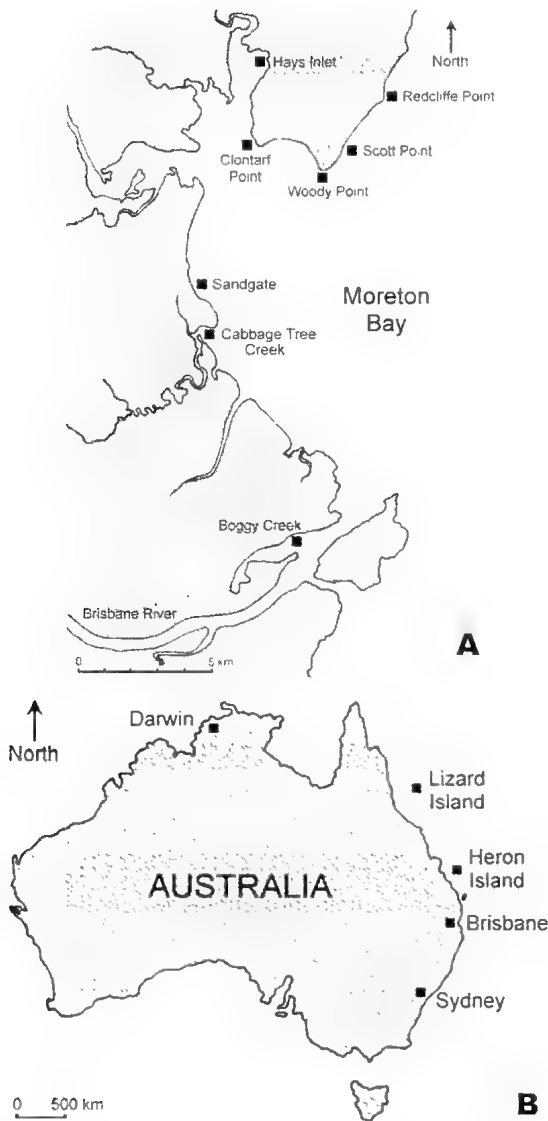 Hays Inlet
North
Redcliffe Point
Clontarf
Point
Scott Point
Woody Point
Sandgate
Moreton
Bay
Cabbage Tree
Creek
Boggy Creek
Brisbane River
0 5 km
A
North
Darwin
Lizard
Island
Heron
Island
AUSTRALIA
Brisbane
Sydney
0 500 km
B